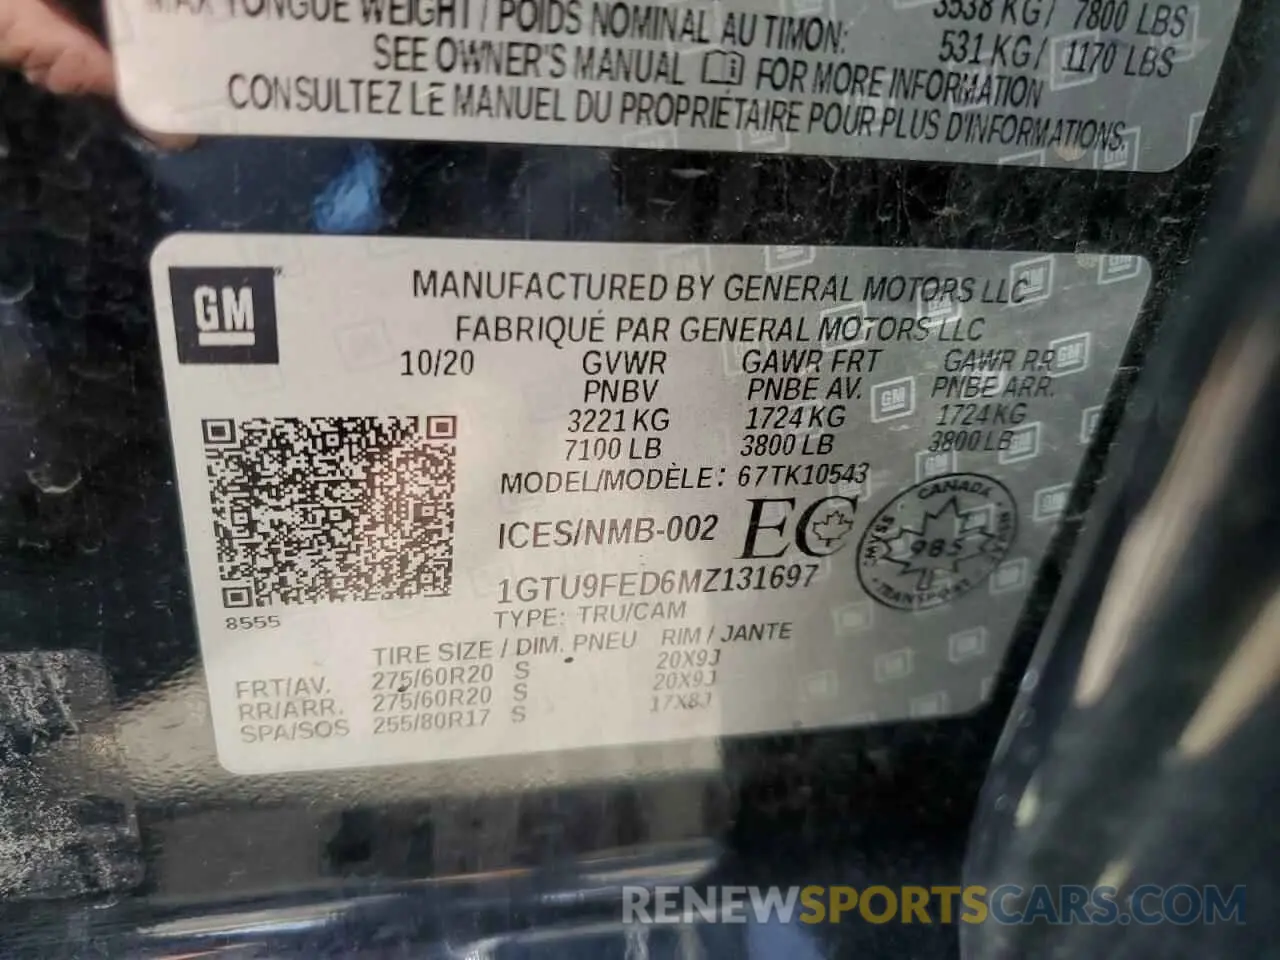 MAX TONGUE WEIGHT / POIDS NOMINAL AU TIMON:
3538 KG / 7800 LBS
531 KG / 1170 LBS
SEE OWNER'S MANUAL FOR MORE INFORMATION
CONSULTEZ LE MANUEL DU PROPRIÉTAIRE POUR PLUS D'INFORMATIONS.
GM
MANUFACTURED BY GENERAL MOTORS LLC
FABRIQUÉ PAR GENERAL MOTORS LLC
10/20 GVWR GAWR FRT GAWR RR
PNBV PNBE AV. PNBE ARR.
3221 KG 1724 KG 1724 KG
7100 LB 3800 LB 3800 LB
MODEL/MODÈLE: 67TK10543
ICES/NMB-002 EC
CANADA
985
TRANSPORT
1GTU9FED6MZ131697
8555
TYPE: TRU/CAM
TIRE SIZE / DIM. PNEU RIM / JANTE
FRT/AV. 275/60R20 S 20X9J
RR/ARR. 275/60R20 S 20X9J
SPA/SOS 255/80R17 S 17X8J
RENEWSPORTSCARS.COM